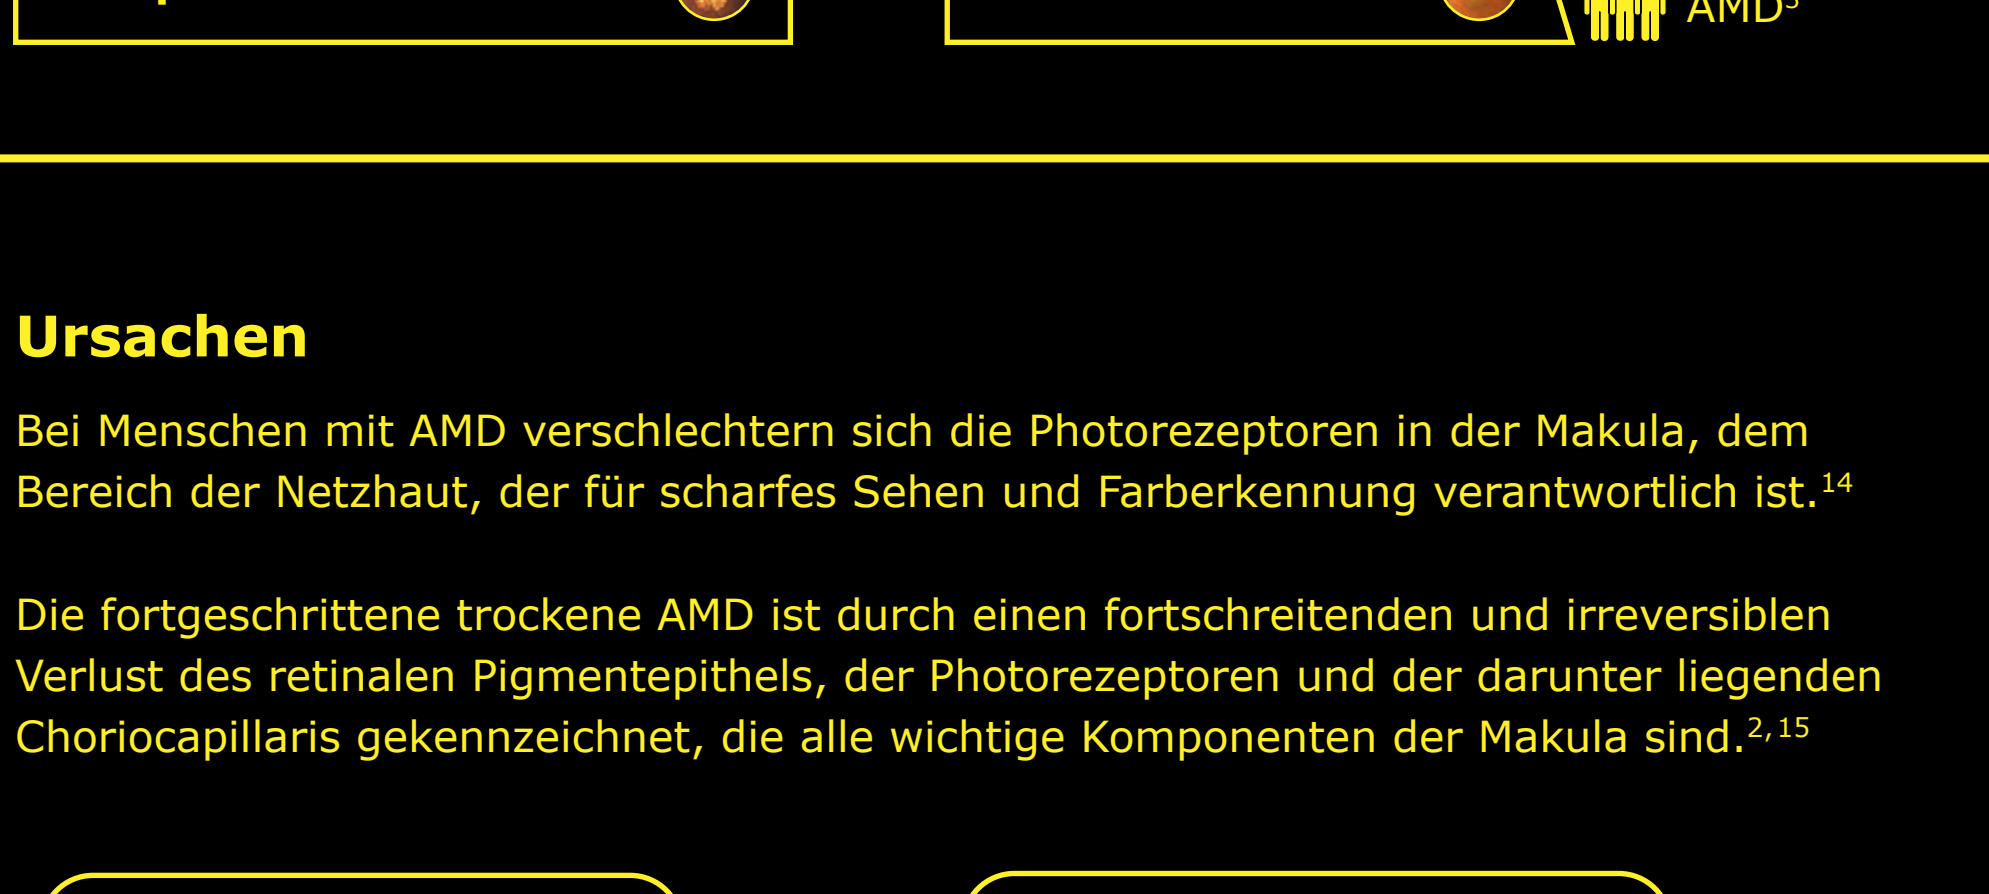 AMD
Ursachen
Bei Menschen mit AMD verschlechtern sich die Photorezeptoren in der Makula, dem
Bereich der Netzhaut, der für scharfes Sehen und Farberkennung verantwortlich ist.14
Die fortgeschrittene trockene AMD ist durch einen fortschreitenden und irreversiblen
Verlust des retinalen Pigmentepithels, der Photorezeptoren und der darunter liegenden
Choriocapillaris gekennzeichnet, die alle wichtige Komponenten der Makula sind.2,15